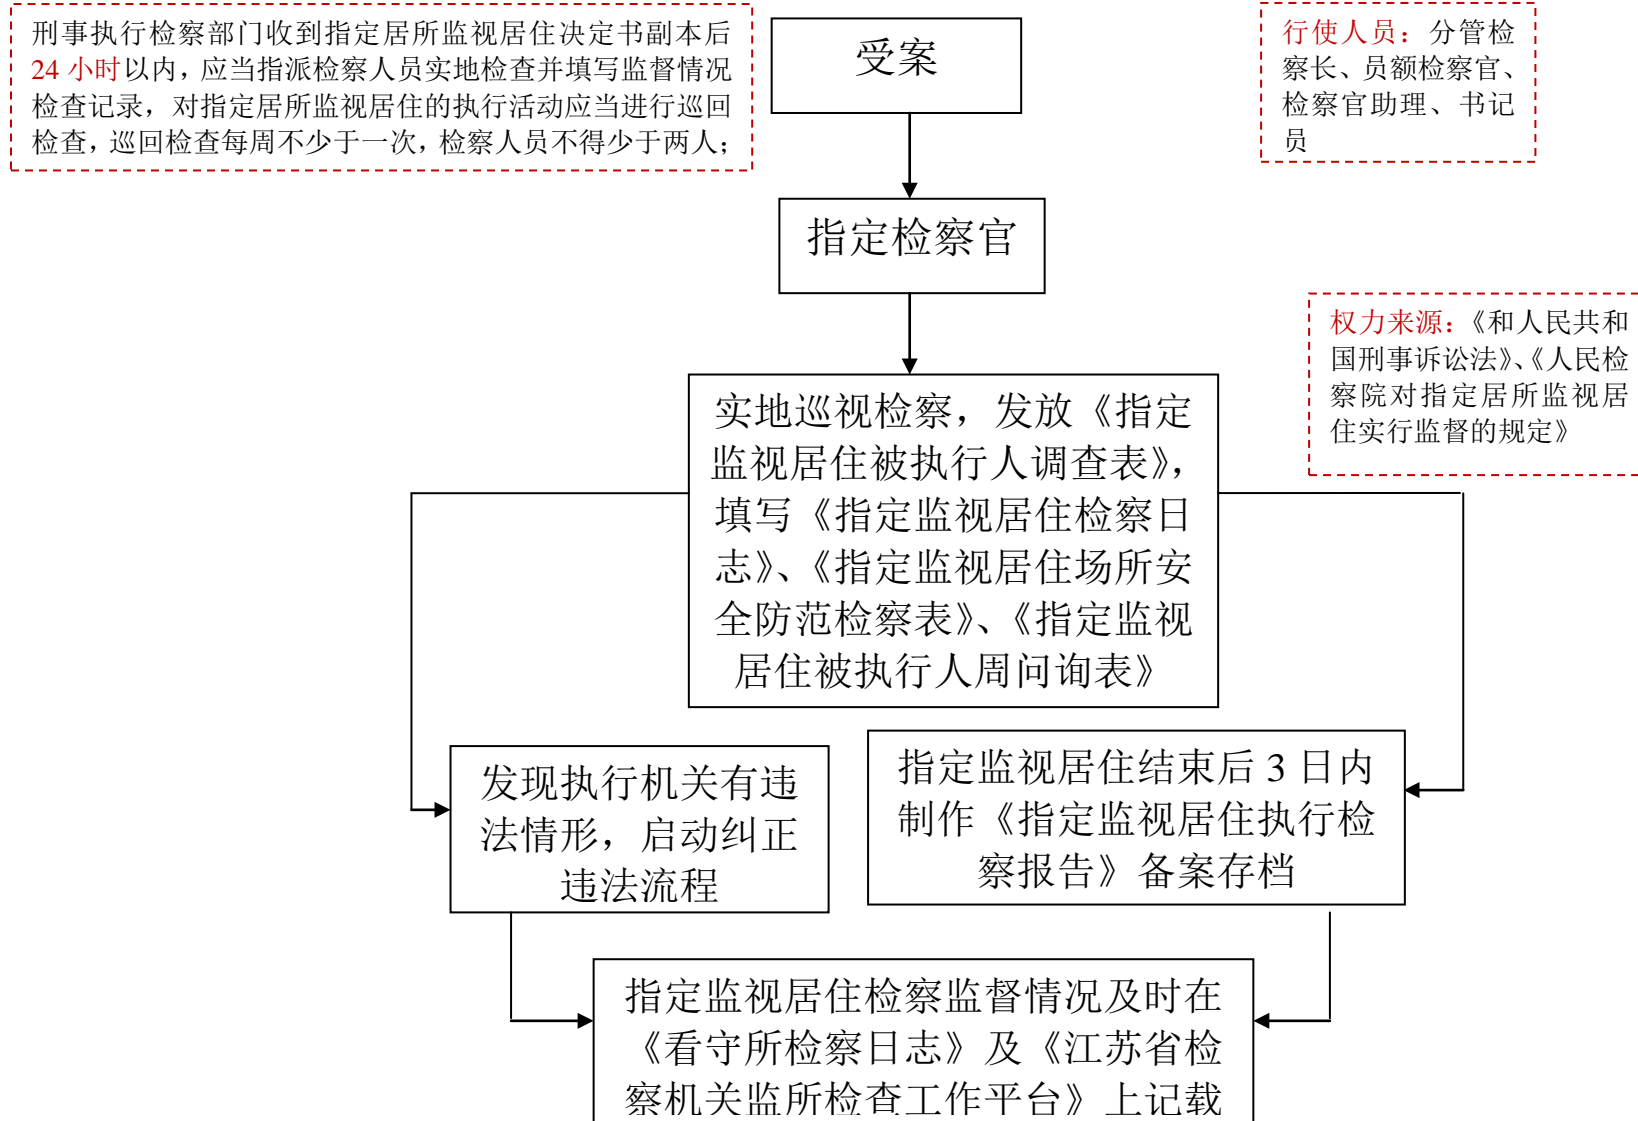 刑事执行检察部门收到指定居所监视居住决定书副本后
24 小时以内，应当指派检察人员实地检查并填写监督情况
检查记录，对指定居所监视居住的执行活动应当进行巡回
检查，巡回检查每周不少于一次，检察人员不得少于两人；
受案
行使人员：分管检
察长、员额检察官、
检察官助理、书记
员
指定检察官
权力来源：《和人民共和
国刑事诉讼法》、《人民检
察院对指定居所监视居
住实行监督的规定》
实地巡视检察，发放《指定
监视居住被执行人调查表》，
填写《指定监视居住检察日
志》、《指定监视居住场所安
全防范检察表》、《指定监视
居住被执行人周问询表》
发现执行机关有违
法情形，启动纠正
违法流程
指定监视居住结束后 3 日内
制作《指定监视居住执行检
察报告》备案存档
指定监视居住检察监督情况及时在
《看守所检察日志》及《江苏省检
察机关监所检查工作平台》上记载